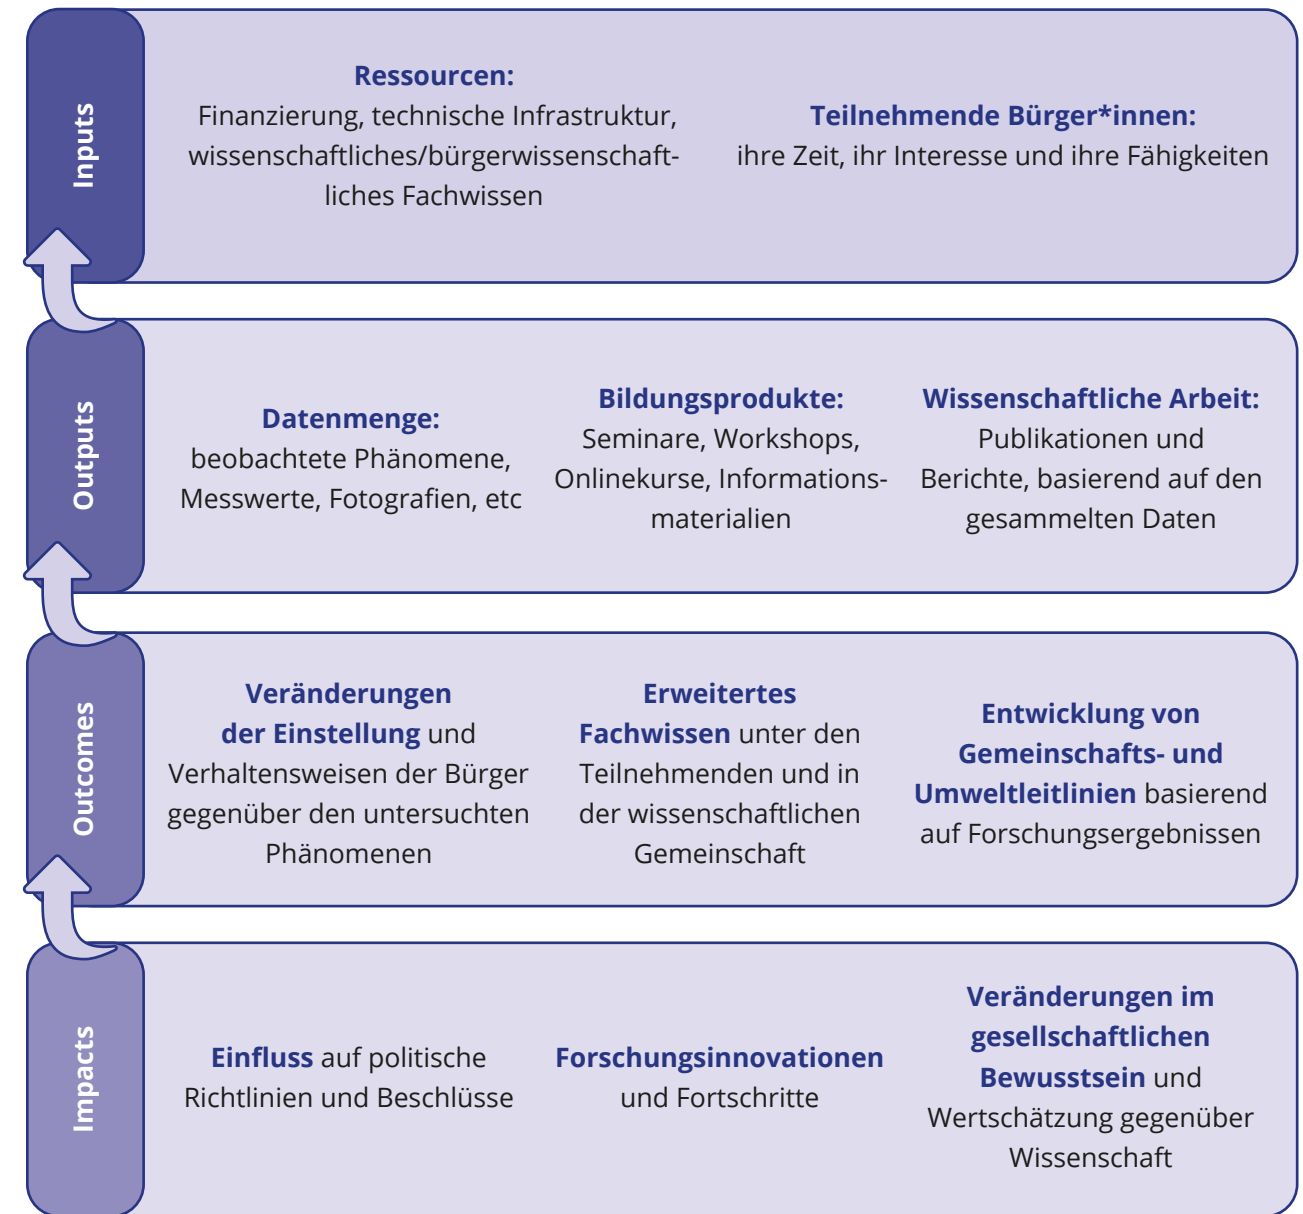 Inputs
Ressourcen:
Finanzierung, technische Infrastruktur,
wissenschaftliches/bürgerwissenschaft-
liches Fachwissen
Teilnehmende Bürger*innen:
ihre Zeit, ihr Interesse und ihre Fähigkeiten
Outputs
Datenmenge:
beobachtete Phänomene,
Messwerte, Fotografien, etc
Bildungsprodukte:
Seminare, Workshops,
Onlinekurse, Informations-
materialien
Wissenschaftliche Arbeit:
Publikationen und
Berichte, basierend auf den
gesammelten Daten
Outcomes
Veränderungen
der Einstellung und
Verhaltensweisen der Bürger
gegenüber den untersuchten
Phänomenen
Erweitertes
Fachwissen unter den
Teilnehmenden und in
der wissenschaftlichen
Gemeinschaft
Entwicklung von
Gemeinschafts- und
Umweltleitlinien basierend
auf Forschungsergebnissen
Impacts
Einfluss auf politische
Richtlinien und Beschlüsse
Forschungsinnovationen
und Fortschritte
Veränderungen im
gesellschaftlichen
Bewusstsein und
Wertschätzung gegenüber
Wissenschaft